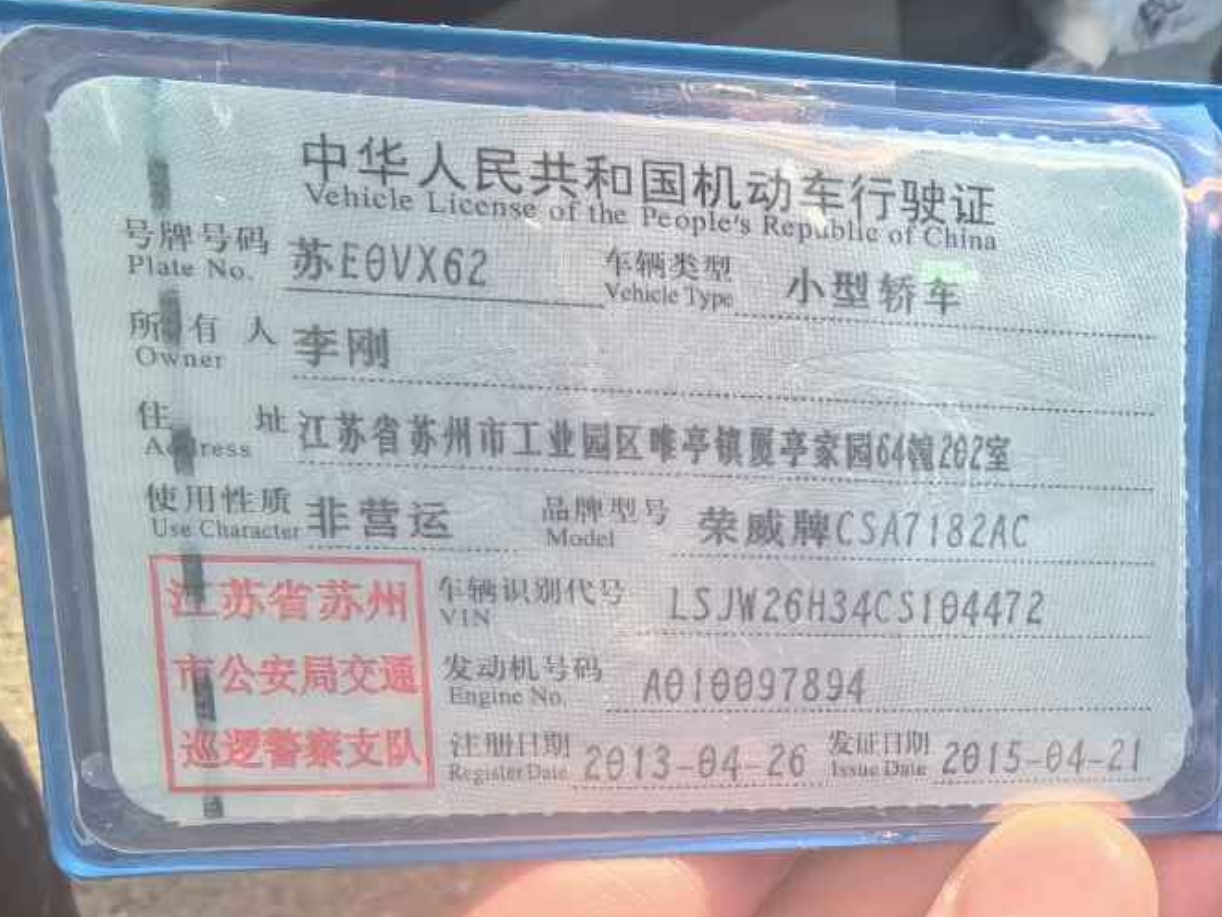 中华人民共和国机动车行驶证
Vehicle License of the People's Republic of China
号牌号码 苏E0VX62 车辆类型 小型轿车
Plate No. Vehicle Type
所有人 李刚
Owner
住址 江苏省苏州市工业园区唯亭镇夏亭家园64幢202室
Address
使用性质 非营运 品牌型号 荣威牌CSA7182AC
Use Character Model
江苏省苏州
市公安局交通
巡逻警察支队
车辆识别代号 LSJW26H34CS104472
VIN
发动机号码 A010097894
Engine No.
注册日期 2013-04-26 发证日期 2015-04-21
Register Date Issue Date